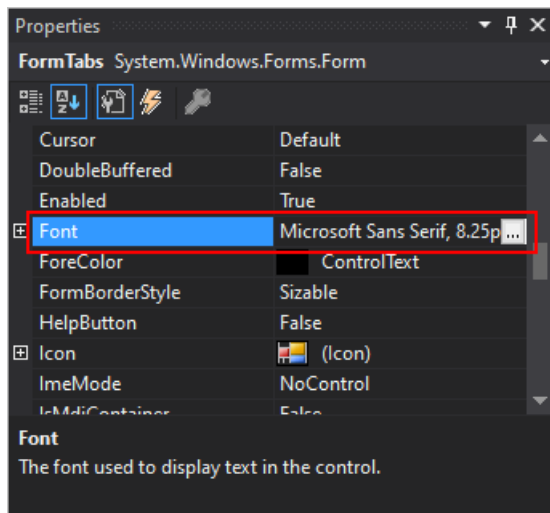 Properties
FormTabs System.Windows.Forms.Form
Cursor Default
DoubleBuffered False
Enabled True
Font Microsoft Sans Serif, 8.25p ...
ForeColor ControlText
FormBorderStyle Sizable
HelpButton False
Icon (Icon)
ImeMode NoControl
IsMdiContainer False
Font
The font used to display text in the control.